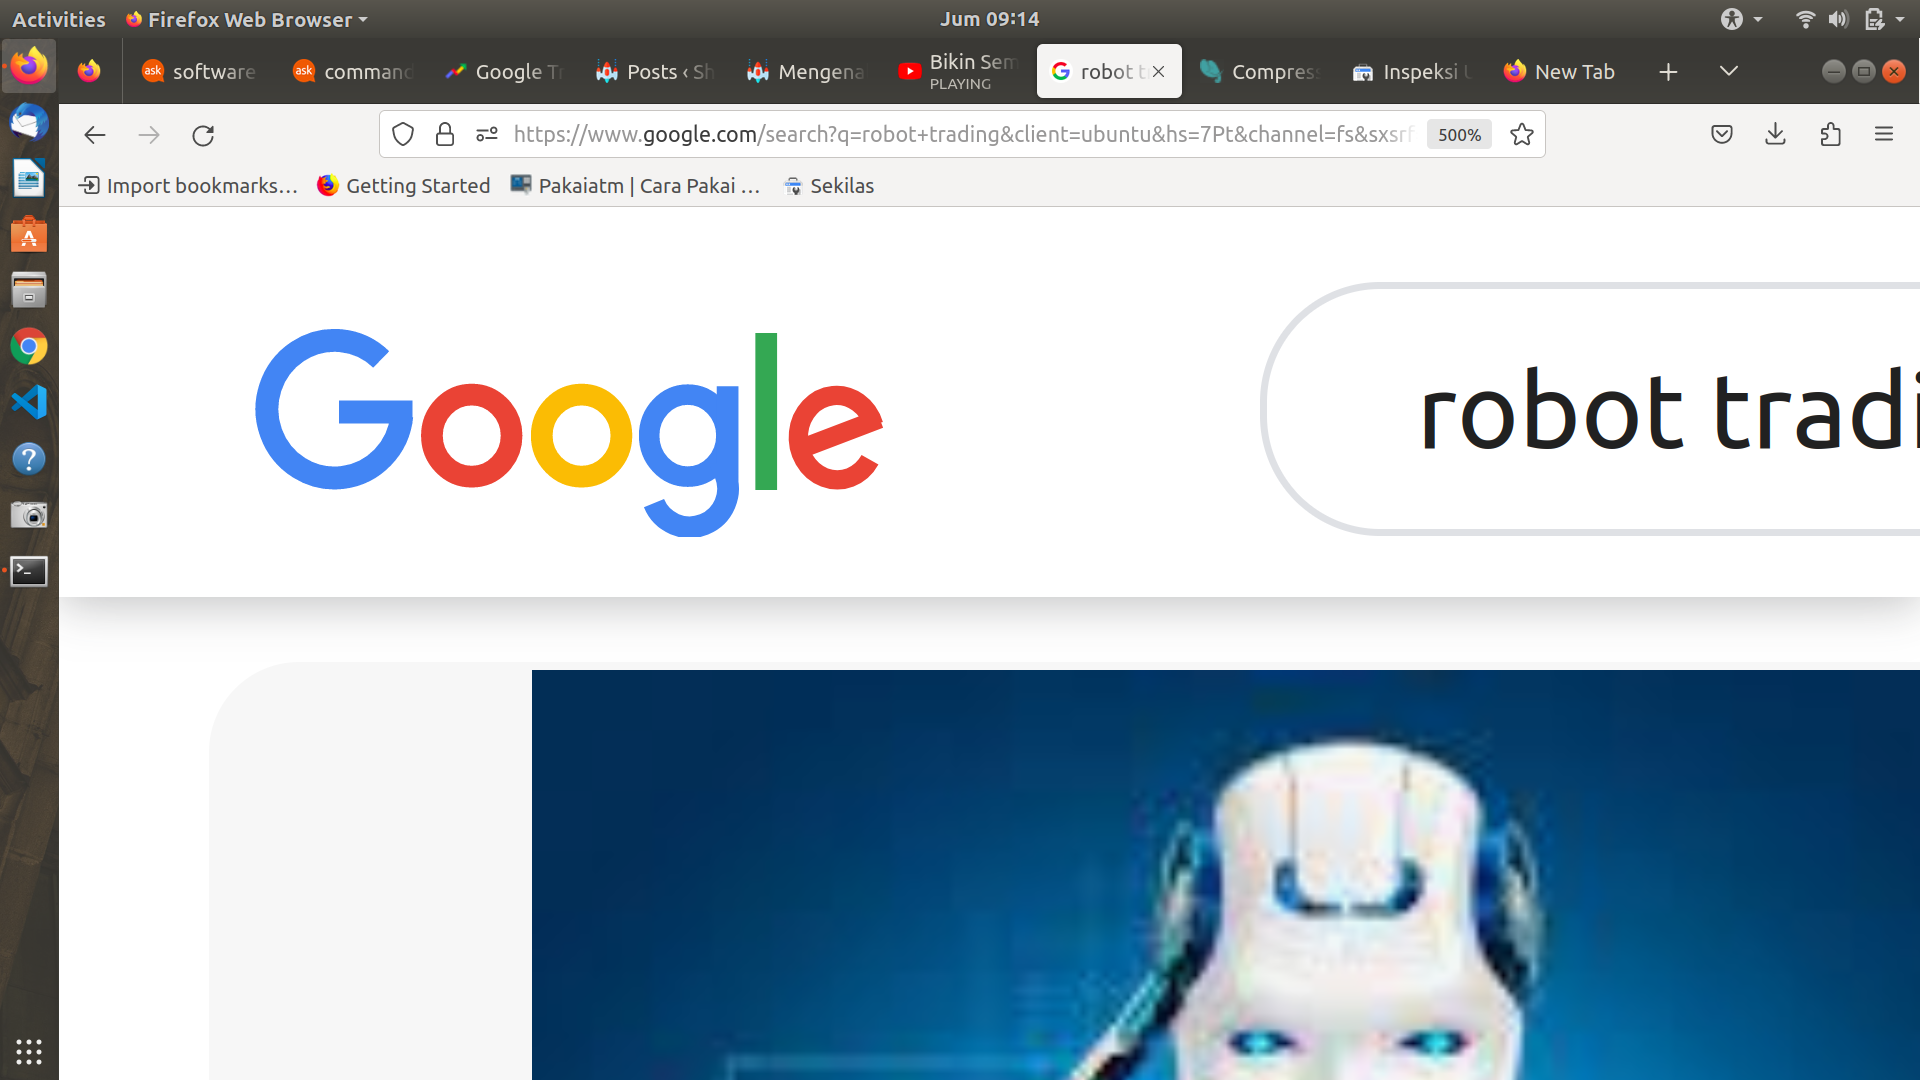 Activities
Firefox Web Browser
Jum 09:14
software
command
Google Tr
Posts ‹ Sh
Mengena
Bikin Sem
PLAYING
robot t
Compress
Inspeksi U
New Tab
https://www.google.com/search?q=robot+trading&client=ubuntu&hs=7Pt&channel=fs&sxsrf
500%
Import bookmarks…
Getting Started
Pakaiatm | Cara Pakai …
Sekilas
Google
robot tradi